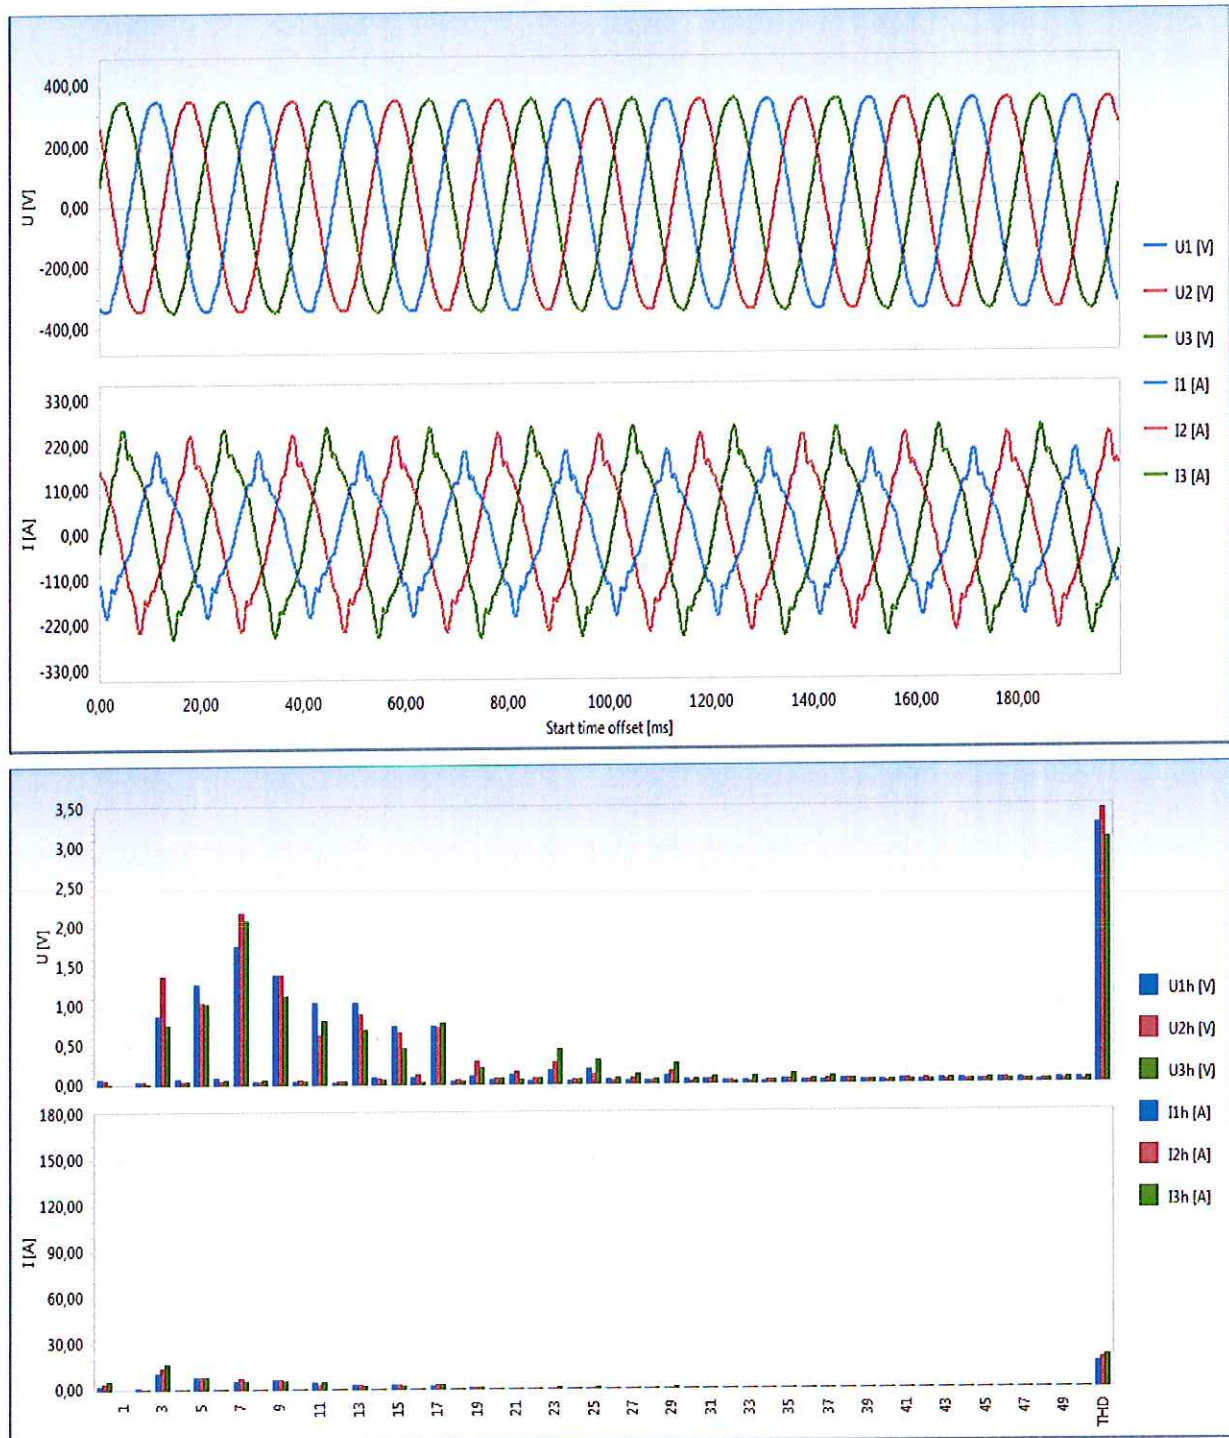 400,00
200,00
0,00
-200,00
-400,00
U [V]
U1 [V]
U2 [V]
U3 [V]
I1 [A]
I2 [A]
I3 [A]
330,00
220,00
110,00
0,00
-110,00
-220,00
-330,00
I [A]
0,00 20,00 40,00 60,00 80,00 100,00 120,00 140,00 160,00 180,00
Start time offset [ms]
3,50
3,00
2,50
2,00
1,50
1,00
0,50
0,00
U [V]
U1h [V]
U2h [V]
U3h [V]
I1h [A]
I2h [A]
I3h [A]
180,00
150,00
120,00
90,00
60,00
30,00
0,00
I [A]
1 3 5 7 9 11 13 15 17 19 21 23 25 27 29 31 33 35 37 39 41 43 45 47 49 THD